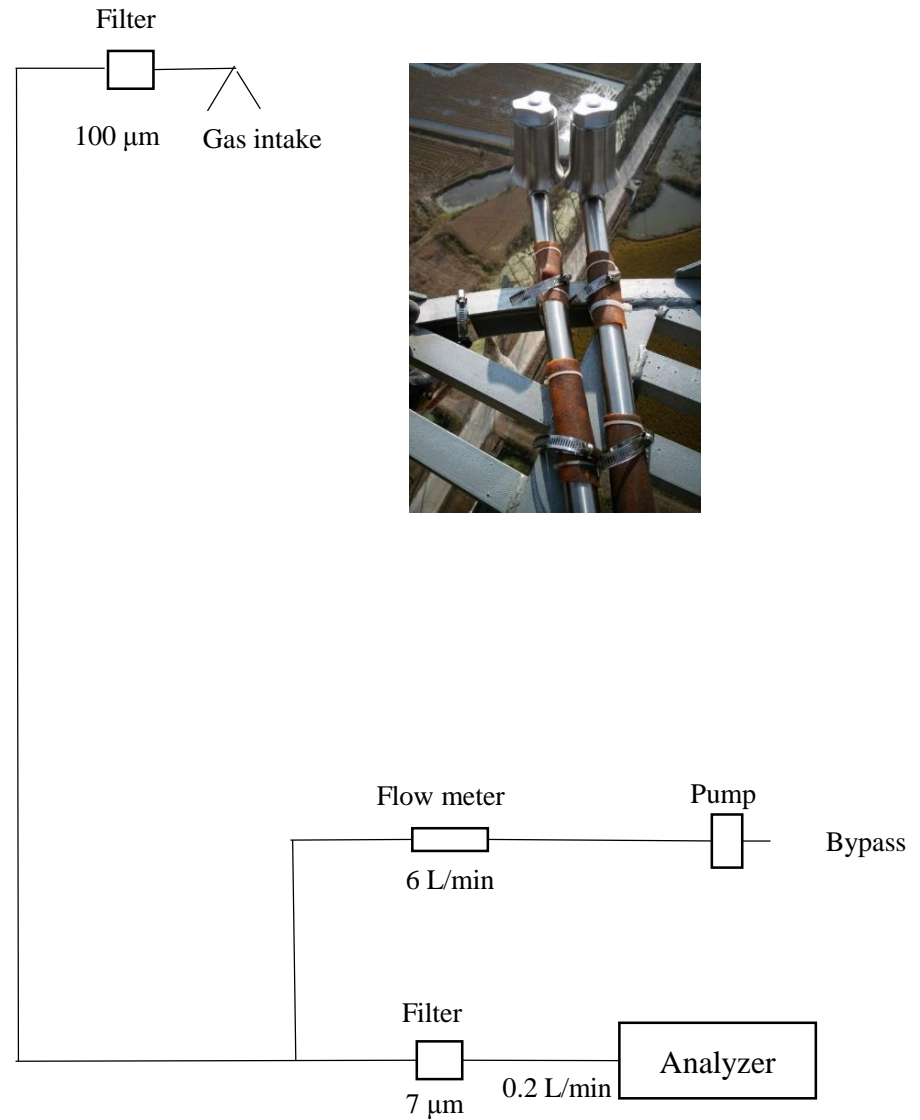 Filter
100 μm
Gas intake
Flow meter
6 L/min
Pump
Bypass
Filter
7 μm
0.2 L/min
Analyzer